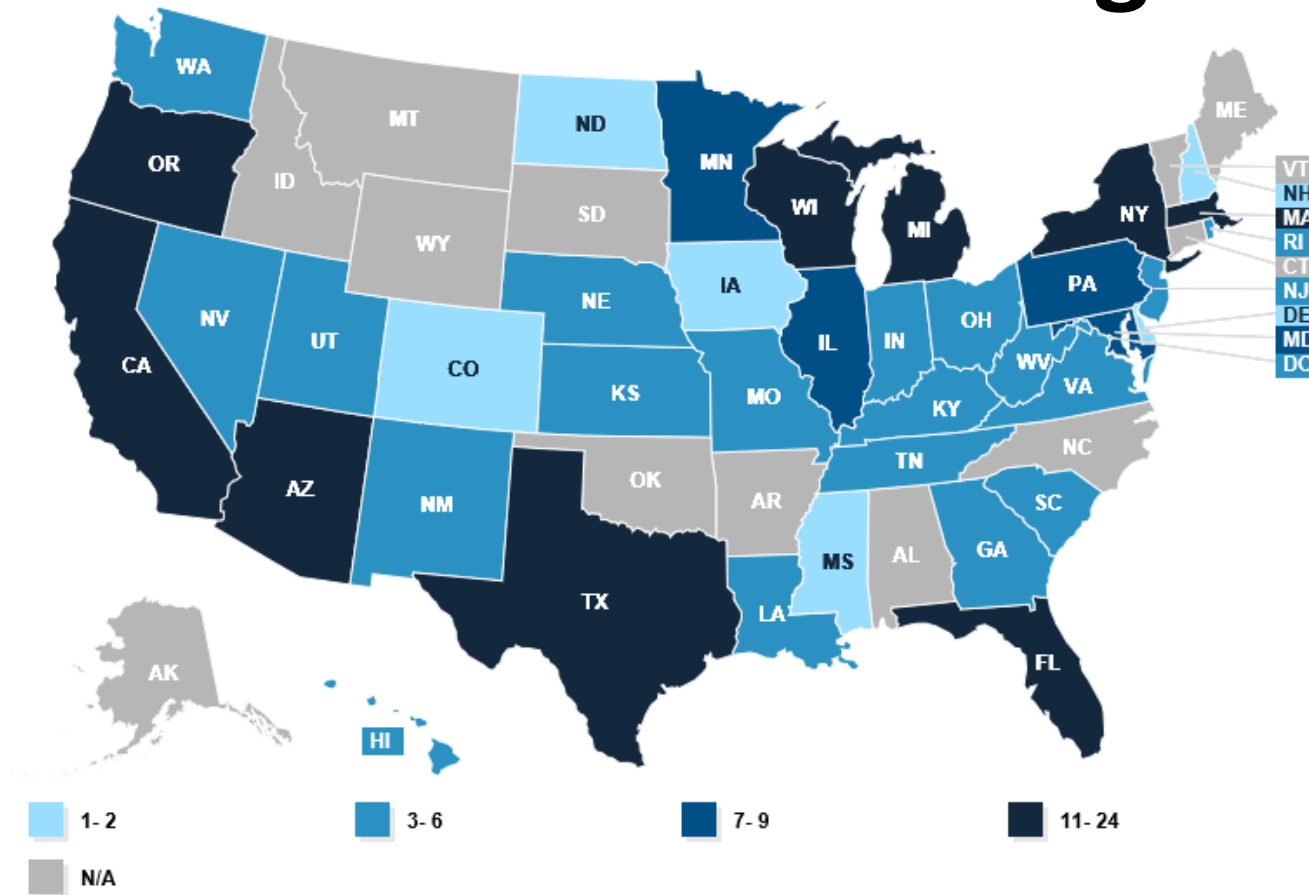 g
WA
MT
ND
MN
ME
OR
ID
WI
VT
SD
NH
NY
MI
MA
WY
RI
CT
IA
PA
NJ
NE
NV
OH
DE
UT
IL
IN
MD
CA
CO
WV
DC
KS
MO
VA
KY
NC
TN
OK
AZ
AR
NM
SC
GA
MS
AL
TX
LA
FL
AK
HI
1- 2
3- 6
7- 9
11- 24
N/A